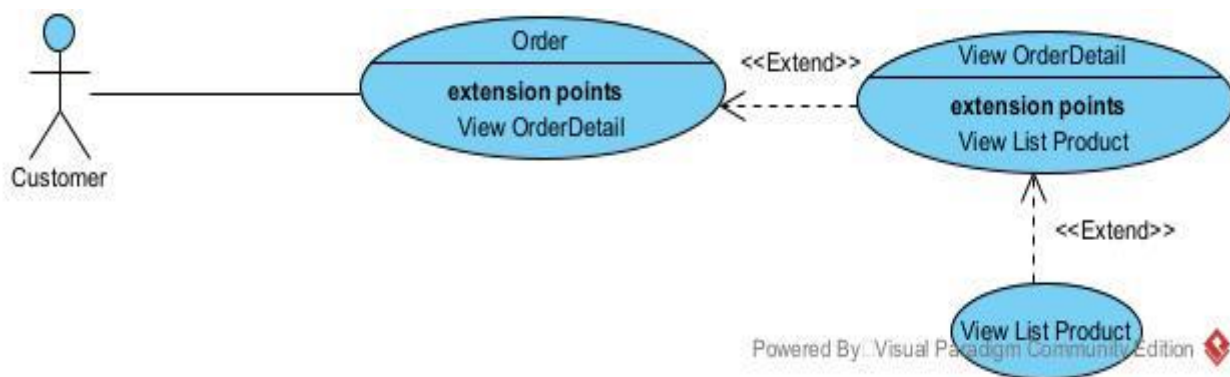 Order
extension points
View OrderDetail
<<Extend>>
View OrderDetail
extension points
View List Product
Customer
<<Extend>>
View List Product
Powered By Visual Paradigm Community Edition